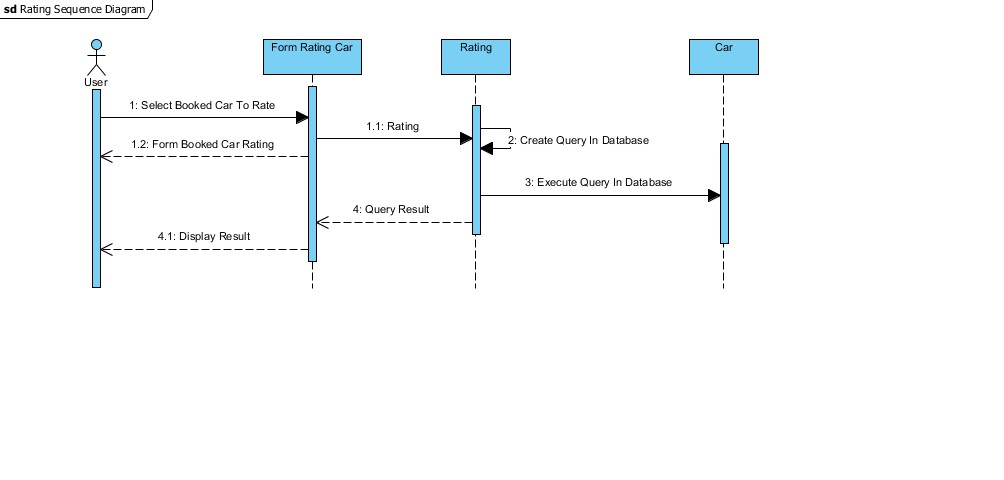 sd Rating Sequence Diagram
Form Rating Car
Rating
Car
User
1: Select Booked Car To Rate
1.1: Rating
1.2: Form Booked Car Rating
2: Create Query In Database
3: Execute Query In Database
4: Query Result
4.1: Display Result